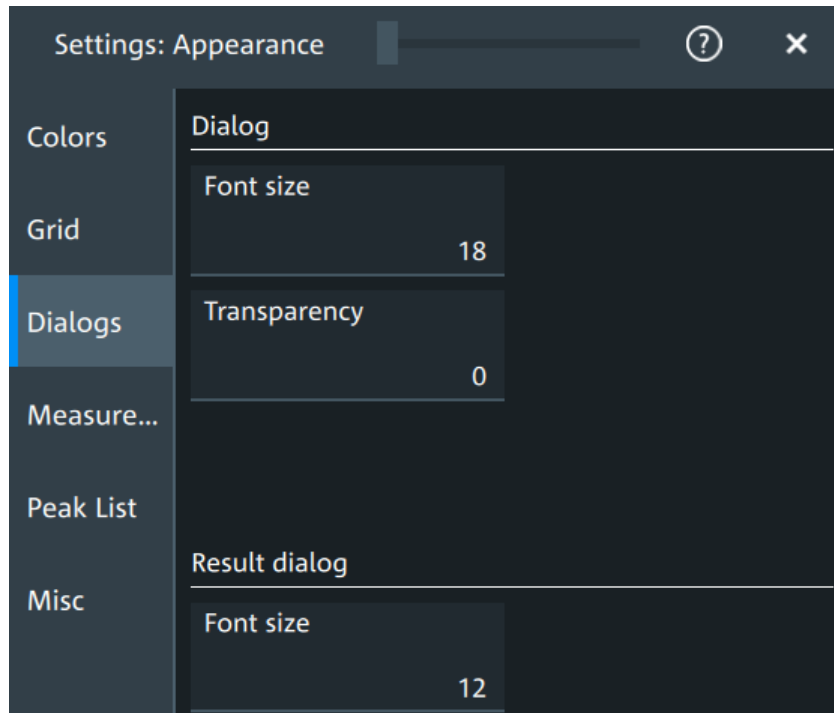 Settings: Appearance
Colors
Grid
Dialogs
Measure...
Peak List
Misc
Dialog
Font size
18
Transparency
0
Result dialog
Font size
12